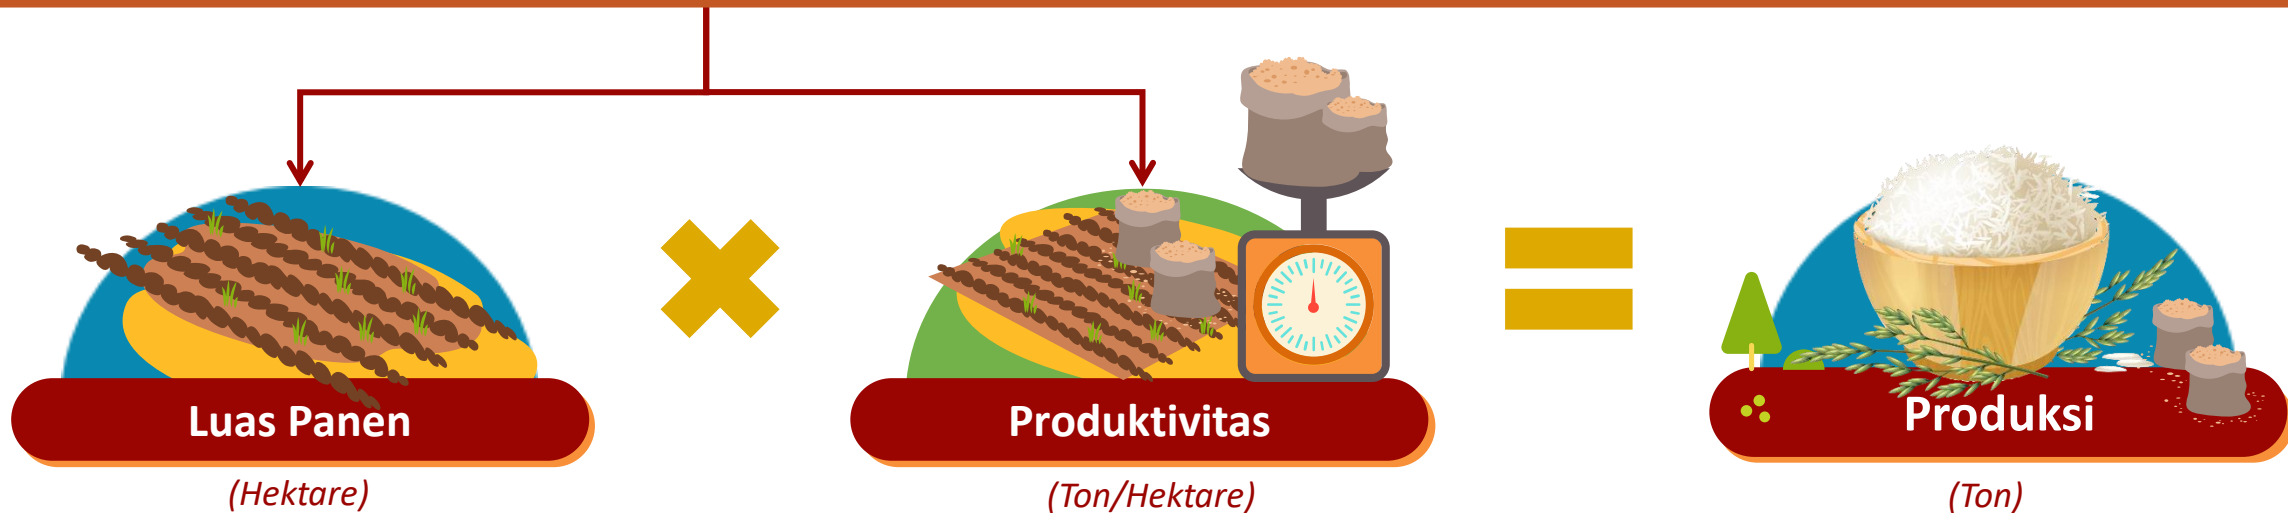 Luas Panen
(Hektare)
Produktivitas
(Ton/Hektare)
Produksi
(Ton)